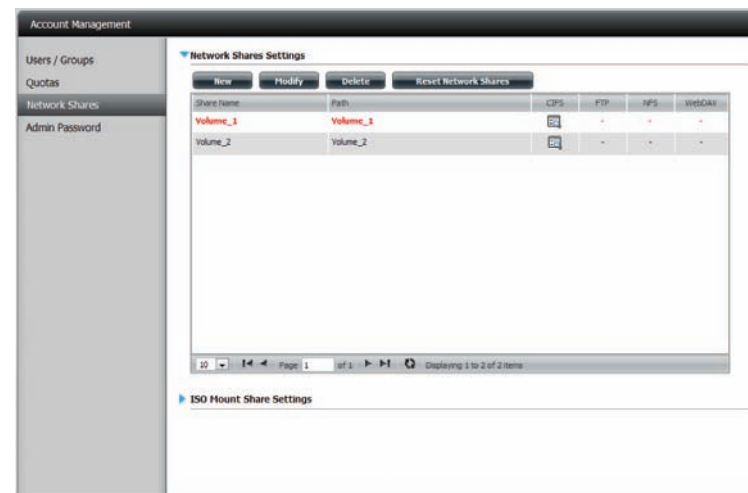 Account Management
Users / Groups
Quotas
Network Shares
Admin Password
Network Shares Settings
New Modify Delete Reset Network Shares
Share Name Path CIFS FTP NFS WebDAV
Volume_1 Volume_1 - - -
Volume_2 Volume_2 - - -
10 Page 1 of 1 Displaying 1 to 2 of 2 items
ISO Mount Share Settings